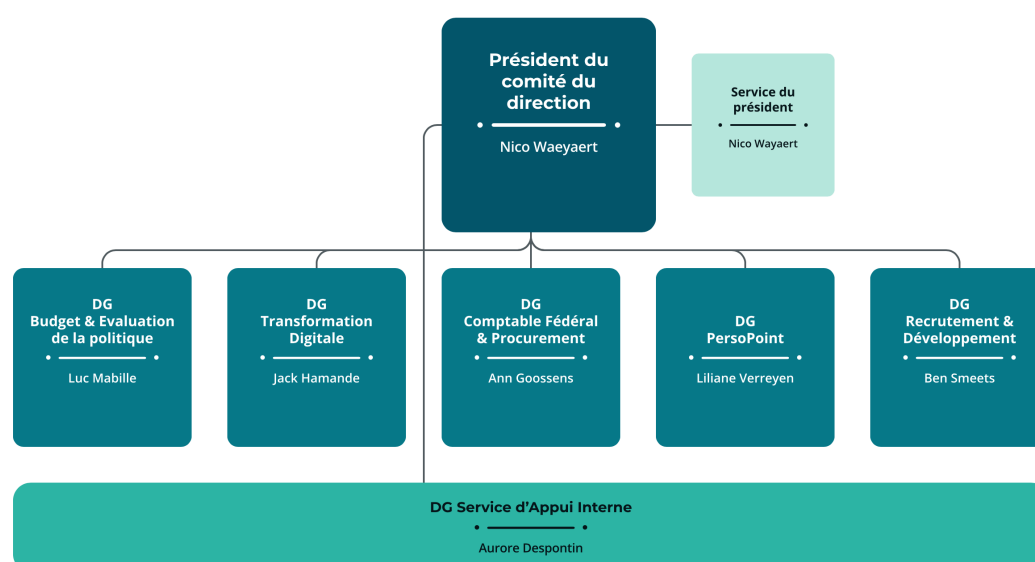 Président du
comité du
direction
Nico Waeyaert
Service du
président
Nico Wayaert
DG
Budget & Evaluation
de la politique
Luc Mabille
DG
Transformation
Digitale
Jack Hamande
DG
Comptable Fédéral
& Procurement
Ann Goossens
DG
PersoPoint
Liliane Verreyen
DG
Recrutement &
Développement
Ben Smeets
DG Service d’Appui Interne
Aurore Despontin